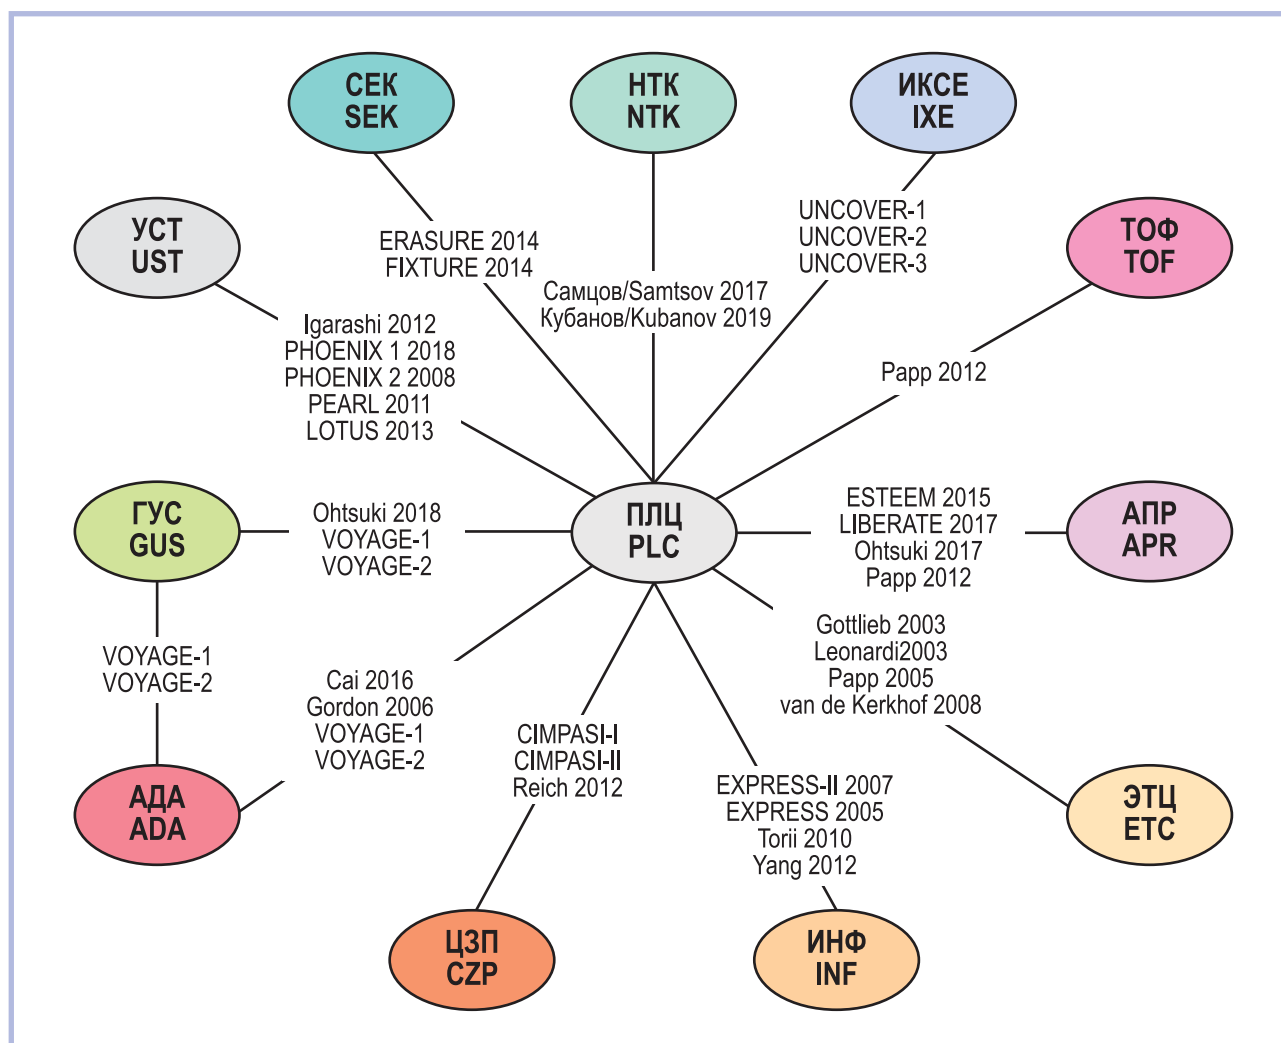 СЕК
SEK
НТК
NTK
ИКСЕ
IXE
УСТ
UST
ТОФ
TOF
ERASURE 2014
FIXTURE 2014
Самцов/Samtsov 2017
Кубанов/Kubanov 2019
UNCOVER-1
UNCOVER-2
UNCOVER-3
Igarashi 2012
PHOENIX 1 2018
PHOENIX 2 2008
PEARL 2011
LOTUS 2013
Papp 2012
ГУС
GUS
Ohtsuki 2018
VOYAGE-1
VOYAGE-2
ПЛЦ
PLC
ESTEEM 2015
LIBERATE 2017
Ohtsuki 2017
Papp 2012
АПР
APR
VOYAGE-1
VOYAGE-2
Cai 2016
Gordon 2006
VOYAGE-1
VOYAGE-2
Gottlieb 2003
Leonardi2003
Papp 2005
van de Kerkhof 2008
АДА
ADA
CIMPASI-I
CIMPASI-II
Reich 2012
EXPRESS-II 2007
EXPRESS 2005
Torii 2010
Yang 2012
ЭТЦ
ETC
ЦЗП
CZP
ИНФ
INF